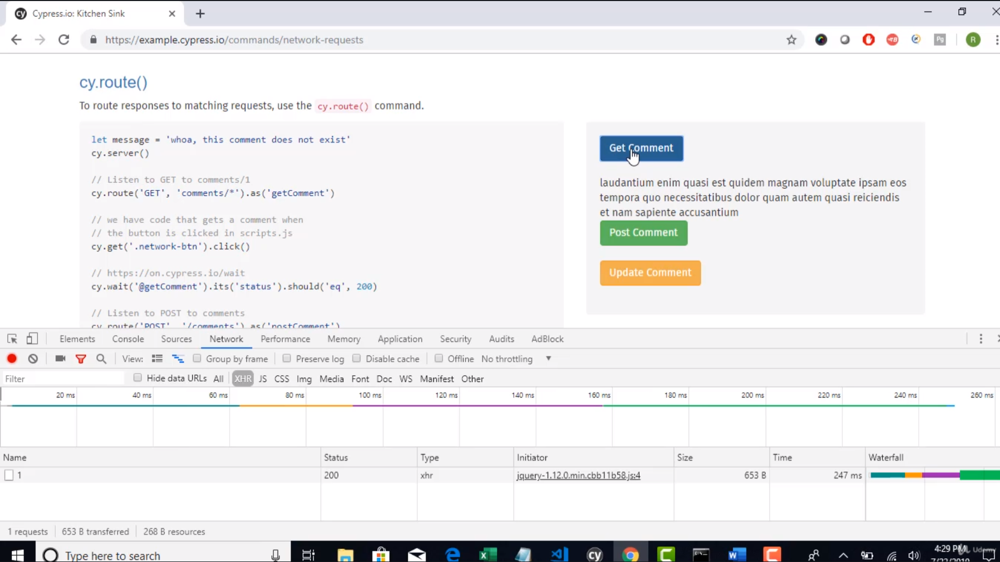 Cypress.io: Kitchen Sink
https://example.cypress.io/commands/network-requests
Pg
R
cy.route()
To route responses to matching requests, use the cy.route() command.
let message = 'whoa, this comment does not exist'
cy.server()
// Listen to GET to comments/1
cy.route('GET', 'comments/*').as('getComment')
// we have code that gets a comment when
// the button is clicked in scripts.js
cy.get('.network-btn').click()
// https://on.cypress.io/wait
cy.wait('@getComment').its('status').should('eq', 200)
// Listen to POST to comments
cy.route('POST', '/comments').as('postComment')
Get Comment
laudantium enim quasi est quidem magnam voluptate ipsam eos
tempora quo necessitatibus dolor quam autem quasi reiciendis
et nam sapiente accusantium
Post Comment
Update Comment
Elements Console Sources Network Performance Memory Application Security Audits AdBlock
View: Group by frame Preserve log Disable cache Offline No throttling
Filter Hide data URLs All XHR JS CSS Img Media Font Doc WS Manifest Other
20 ms 40 ms 60 ms 80 ms 100 ms 120 ms 140 ms 160 ms 180 ms 200 ms 220 ms 240 ms 260 ms
Name Status Type Initiator Size Time Waterfall
1 200 xhr jquery-1.12.0.min.cbb11b58.js:4 653 B 247 ms
1 requests 653 B transferred 268 B resources
Type here to search
cy
4:29 PM
Udemy